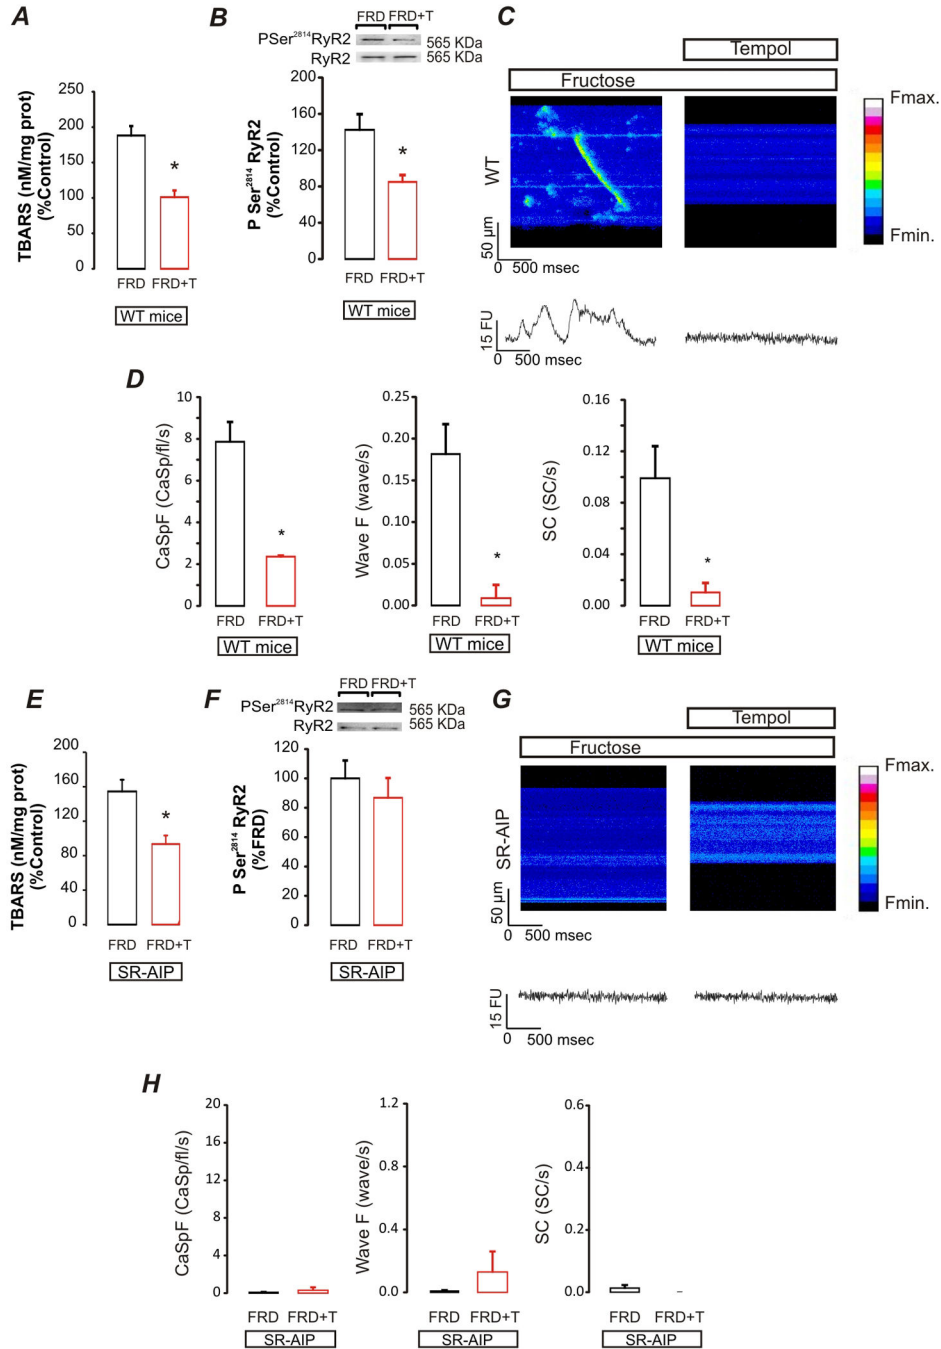 A
TBARS (nM/mg prot)
(%Control)
250
200
150
100
50
0
*
FRD FRD+T
WT mice
B
FRD FRD+T
PSer2814RyR2 565 KDa
RyR2 565 KDa
P Ser2814 RyR2
(%Control)
200
160
120
80
40
0
*
FRD FRD+T
WT mice
C
Tempol
Fructose
WT
50 µm
0 500 msec
Fmax.
Fmin.
15 FU
0 500 msec
D
CaSpF (CaSp/fl/s)
10
8
6
4
2
0
*
FRD FRD+T
WT mice
Wave F (wave/s)
0.25
0.20
0.15
0.10
0.05
0.00
*
FRD FRD+T
WT mice
SC (SC/s)
0.16
0.12
0.08
0.04
0.00
*
FRD FRD+T
WT mice
E
TBARS (nM/mg prot)
(%Control)
200
160
120
80
40
0
*
FRD FRD+T
SR-AIP
F
FRD FRD+T
PSer2814RyR2 565 KDa
RyR2 565 KDa
P Ser2814 RyR2
(%FRD)
120
100
80
60
40
20
0
FRD FRD+T
SR-AIP
G
Tempol
Fructose
SR-AIP
50 µm
0 500 msec
Fmax.
Fmin.
15 FU
0 500 msec
H
CaSpF (CaSp/fl/s)
20
16
12
8
4
0
FRD FRD+T
SR-AIP
Wave F (wave/s)
1.2
0.8
0.4
0.0
FRD FRD+T
SR-AIP
SC (SC/s)
0.6
0.4
0.2
0.0
FRD FRD+T
SR-AIP